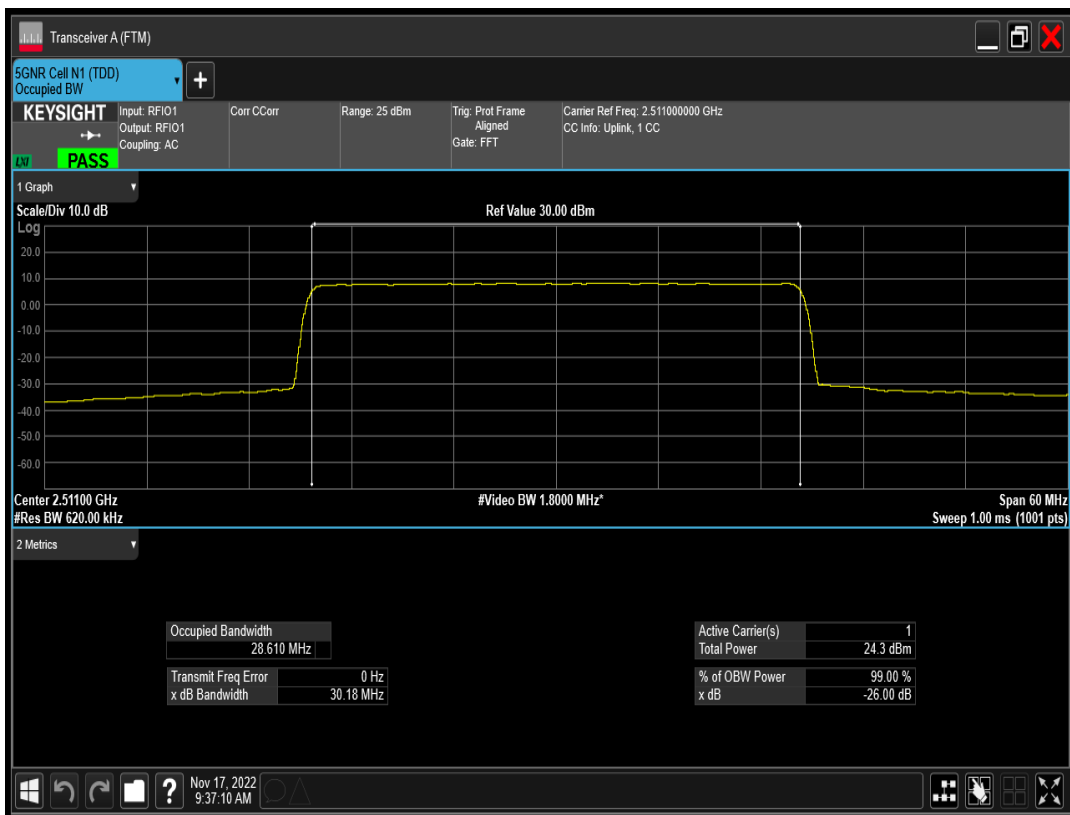 Transceiver A (FTM)
5GNR Cell N1 (TDD)
Occupied BW
+
KEYSIGHT
LXI
PASS
Input: RFIO1
Output: RFIO1
Coupling: AC
Corr CCorr
Range: 25 dBm
Trig: Prot Frame
Aligned
Gate: FFT
Carrier Ref Freq: 2.511000000 GHz
CC Info: Uplink, 1 CC
1 Graph
Scale/Div 10.0 dB
Ref Value 30.00 dBm
Log
20.0
10.0
0.00
-10.0
-20.0
-30.0
-40.0
-50.0
-60.0
Center 2.51100 GHz
#Video BW 1.8000 MHz*
Span 60 MHz
#Res BW 620.00 kHz
Sweep 1.00 ms (1001 pts)
2 Metrics
Occupied Bandwidth
28.610 MHz
Transmit Freq Error 0 Hz
x dB Bandwidth 30.18 MHz
Active Carrier(s) 1
Total Power 24.3 dBm
% of OBW Power 99.00 %
x dB -26.00 dB
?
Nov 17, 2022
9:37:10 AM